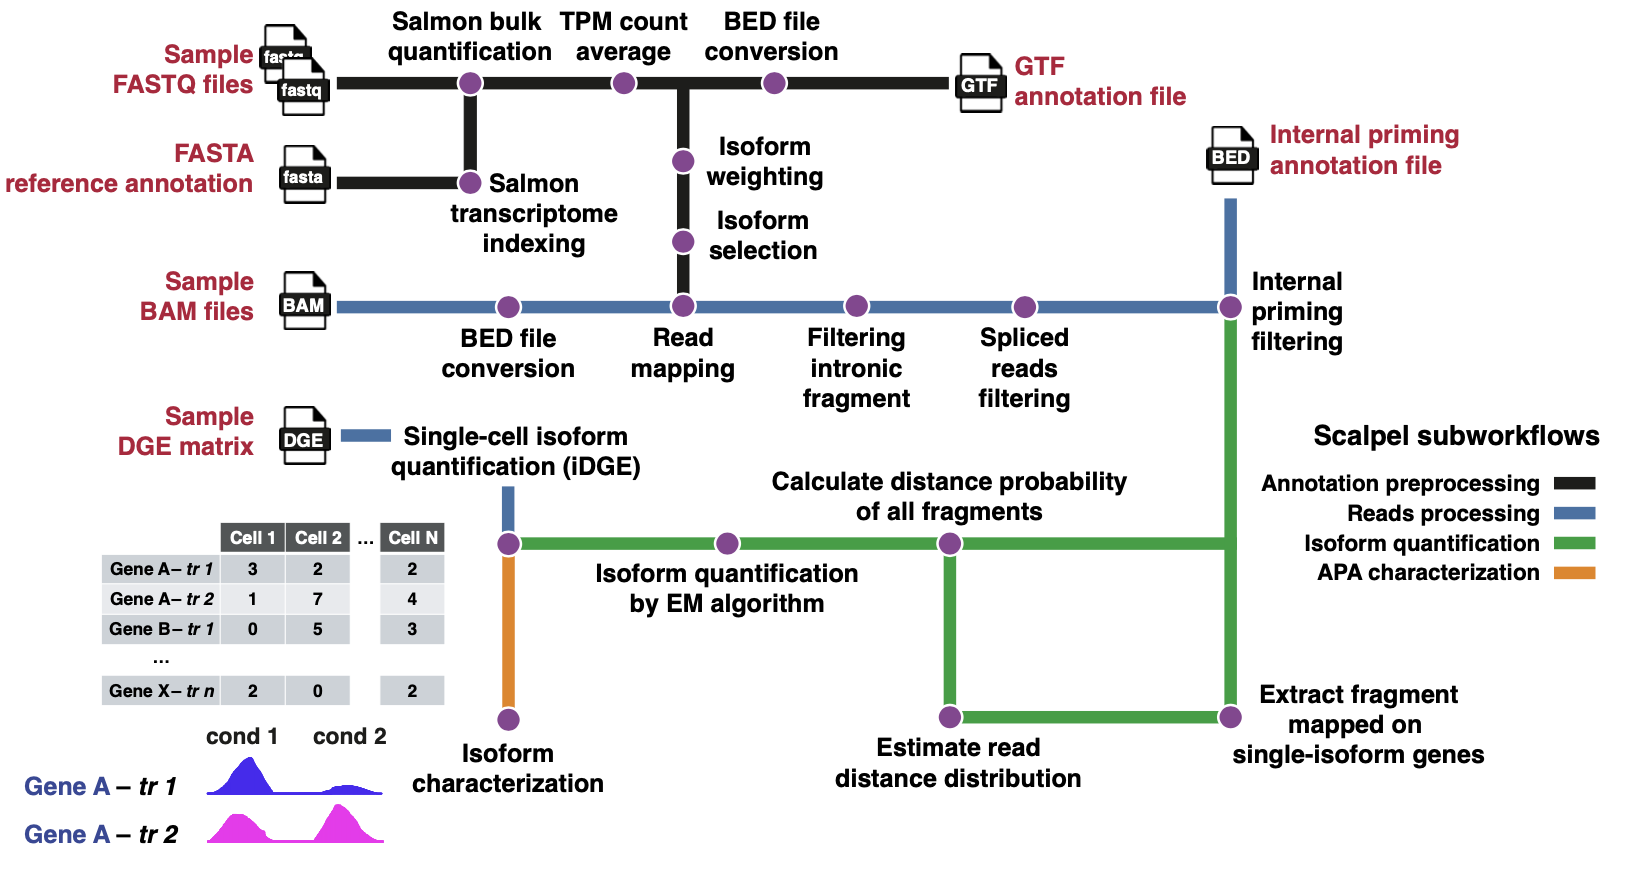 Sample
FASTQ files
fastq
fastq
Salmon bulk
quantification
TPM count
average
BED file
conversion
GTF
GTF
annotation file
FASTA
reference annotation
fasta
Salmon
transcriptome
indexing
Isoform
weighting
Isoform
selection
BED
Internal priming
annotation file
Sample
BAM files
BAM
BED file
conversion
Read
mapping
Filtering
intronic
fragment
Spliced
reads
filtering
Internal
priming
filtering
Sample
DGE matrix
DGE
Single-cell isoform
quantification (iDGE)
Calculate distance probability
of all fragments
Isoform quantification
by EM algorithm
Scalpel subworkflows
Annotation preprocessing
Reads processing
Isoform quantification
APA characterization
Cell 1 Cell 2 ... Cell N
Gene A– tr 1 3 2 2
Gene A– tr 2 1 7 4
Gene B– tr 1 0 5 3
...
Gene X– tr n 2 0 2
cond 1 cond 2
Gene A – tr 1
Gene A – tr 2
Isoform
characterization
Estimate read
distance distribution
Extract fragment
mapped on
single-isoform genes